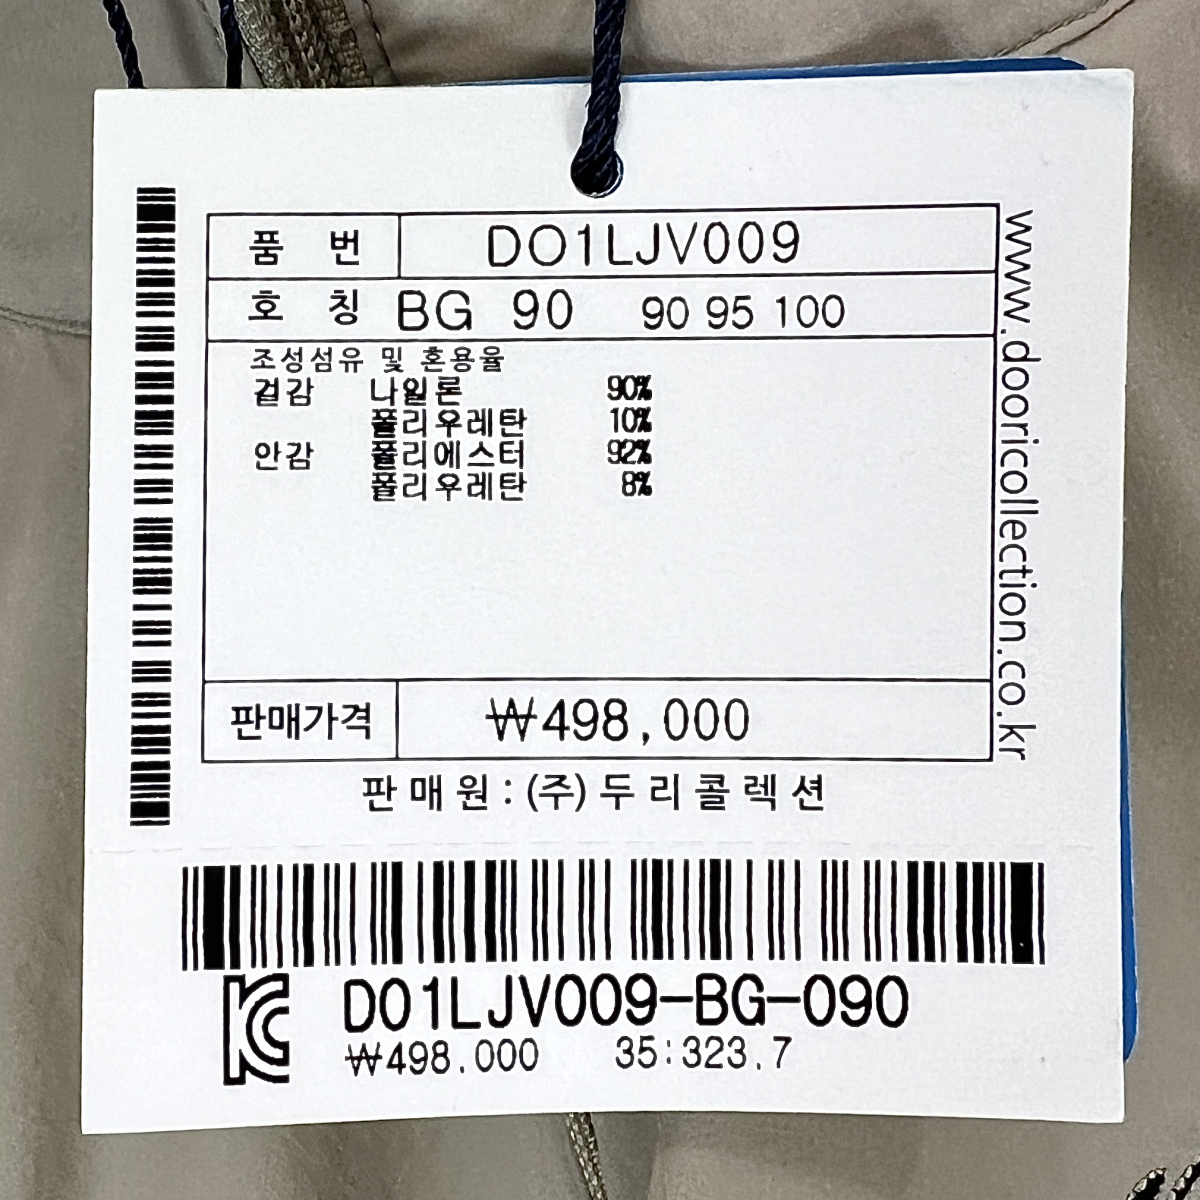 품 번 DO1LJV009
호 칭 BG 90 90 95 100
조성섬유 및 혼용율
겉감 나일론 90%
폴리우레탄 10%
안감 폴리에스터 92%
폴리우레탄 8%
판매가격 ₩498,000
판매원 : (주)두리콜렉션
www.dooricollection.co.kr
KC DO1LJV009-BG-090
₩498.000 35:323.7